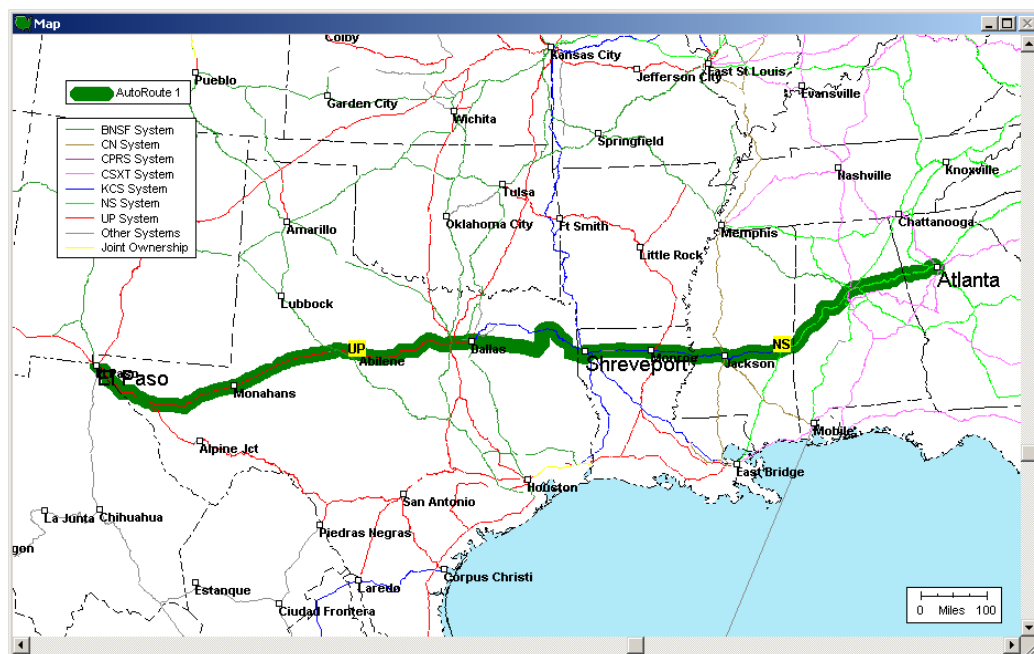 Map
AutoRoute 1
BNSF System
CN System
CPRS System
CSXT System
KCS System
NS System
UP System
Other Systems
Joint Ownership
Colby
Kansas City
Pueblo
Jefferson City
East St Louis
Garden City
Evansville
Wichita
Springfield
Nashville
Knoxville
Tulsa
Oklahoma City
Ft Smith
Chattanooga
Amarillo
Memphis
Little Rock
Atlanta
Lubbock
UP
NS
Abilene
Dallas
Shreveport
Monroe
Jackson
El Paso
Monahans
Alpine Jct
Mobile
East Bridge
Houston
San Antonio
La Junta
Chihuahua
Piedras Negras
gon
Corpus Christi
Laredo
Estanque
Ciudad Frontera
0 Miles 100